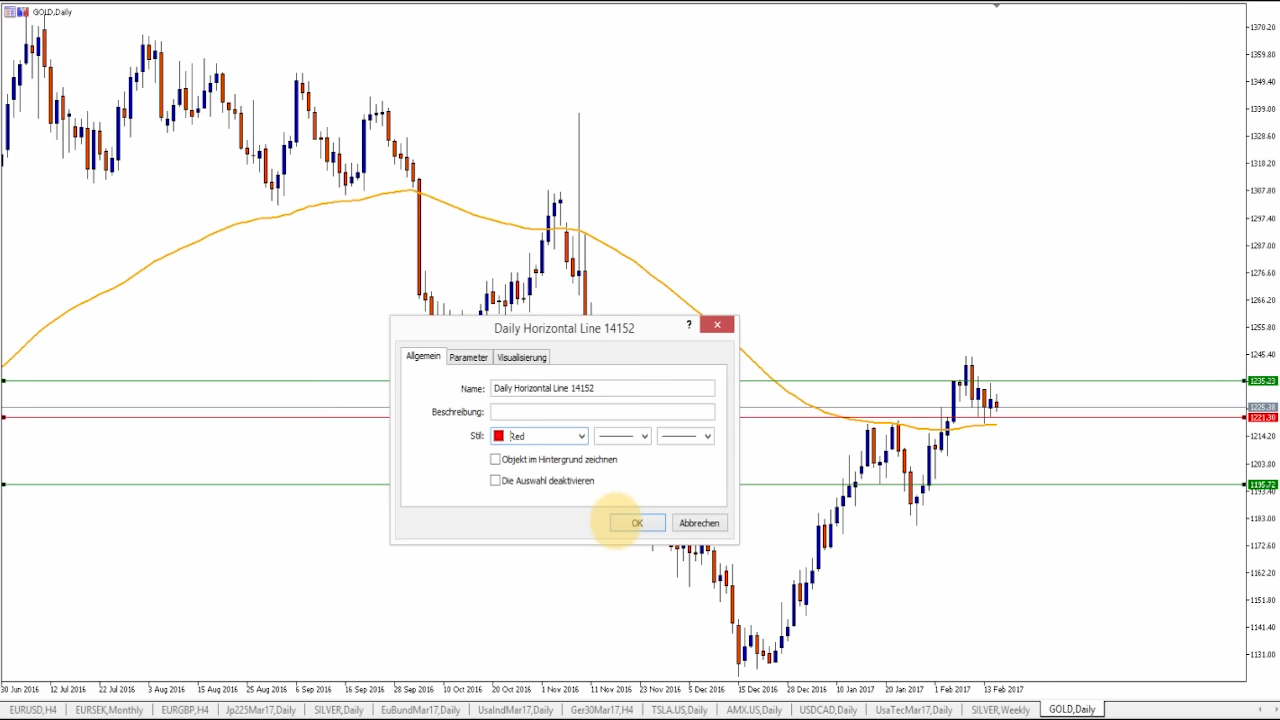 GOLD,Daily
1370.20
1359.80
1349.40
1339.00
1328.60
1318.20
1307.80
1297.40
1287.00
1276.60
1266.20
1255.80
1245.40
1235.23
1225.38
1221.30
1214.20
1203.80
1195.72
1193.40
1183.00
1172.60
1162.20
1151.80
1141.40
1131.00
Daily Horizontal Line 14152
?
Allgemein Parameter Visualisierung
Name: Daily Horizontal Line 14152
Beschreibung:
Stil: Red
Objekt im Hintergrund zeichnen
Die Auswahl deaktivieren
OK Abbrechen
30 Jun 2016 12 Jul 2016 22 Jul 2016 3 Aug 2016 15 Aug 2016 25 Aug 2016 6 Sep 2016 16 Sep 2016 28 Sep 2016 10 Oct 2016 20 Oct 2016 1 Nov 2016 11 Nov 2016 23 Nov 2016 5 Dec 2016 15 Dec 2016 28 Dec 2016 10 Jan 2017 20 Jan 2017 1 Feb 2017 13 Feb 2017
EURUSD,H4 EURSEK,Monthly EURGBP,H4 Jp225Mar17,Daily SILVER,Daily EuBundMar17,Daily UsaIndMar17,Daily Ger30Mar17,H4 TSLA.US,Daily AMX.US,Daily USDCAD,Daily UsaTecMar17,Daily SILVER,Weekly GOLD,Daily